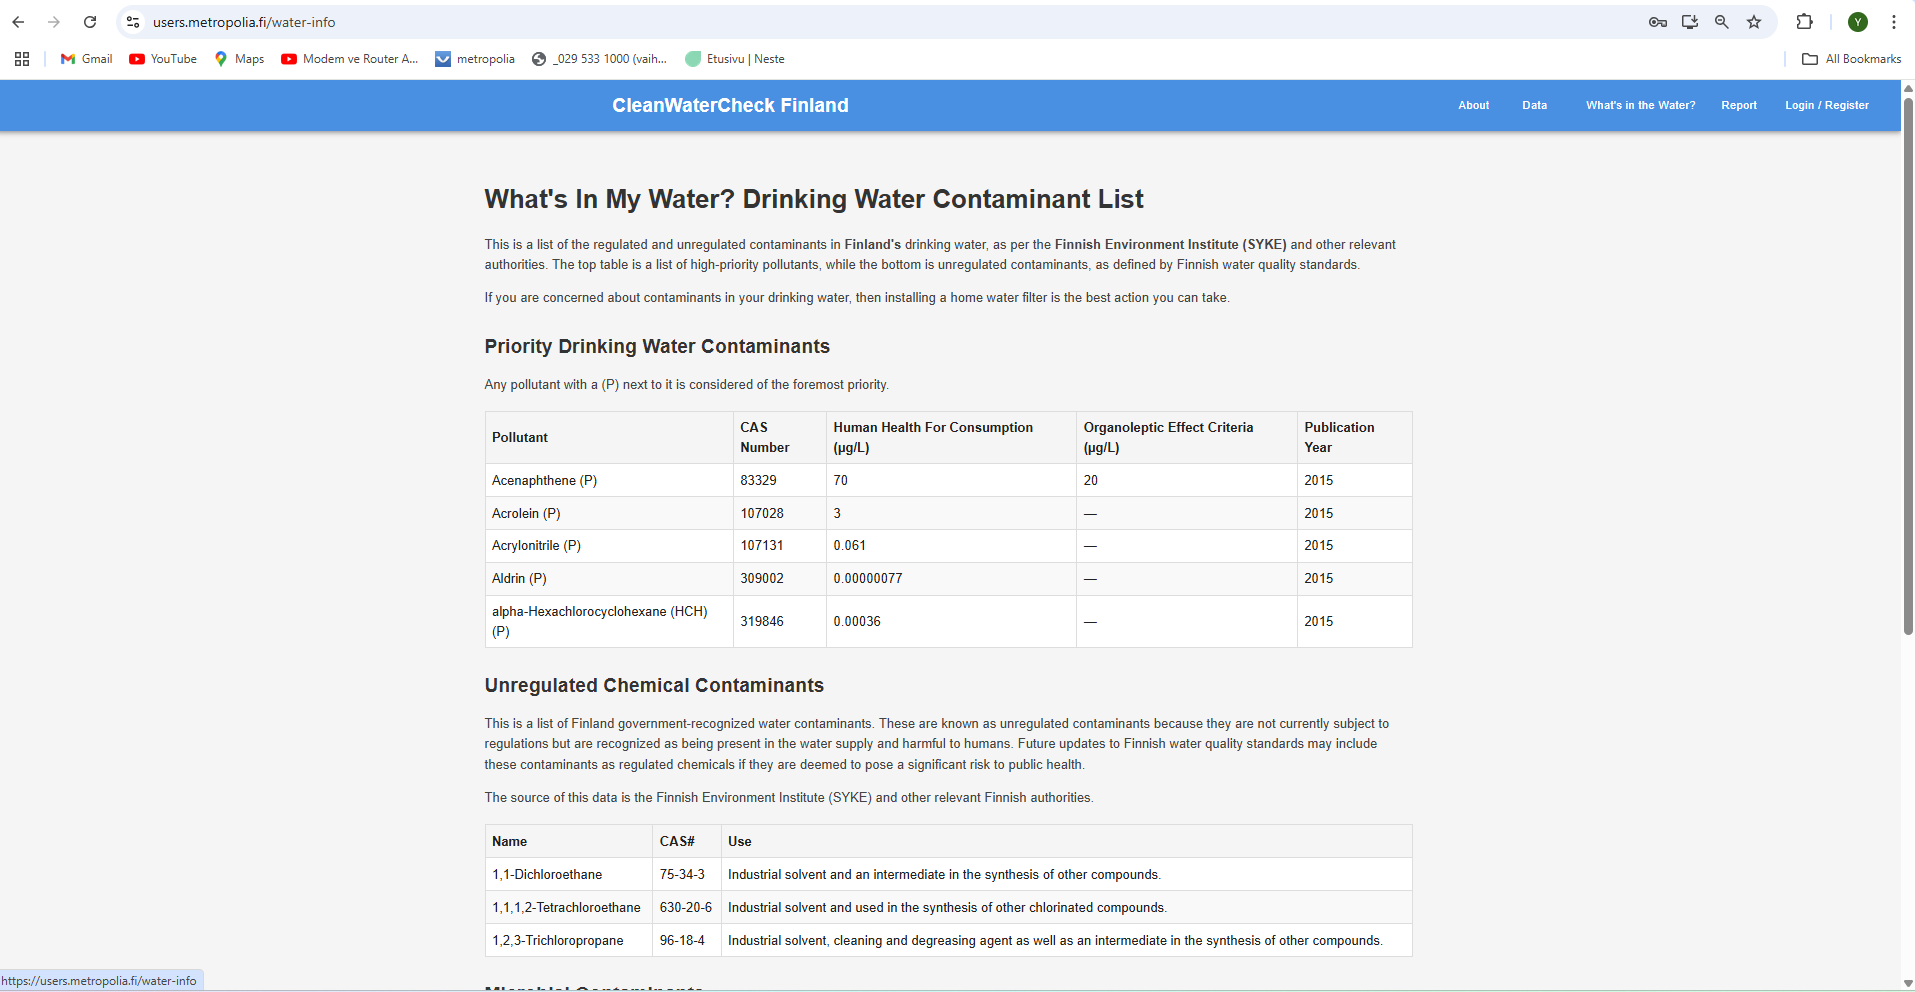 users.metropolia.fi/water-info
Y
Gmail YouTube Maps Modem ve Router A... metropolia _029 533 1000 (vaih... Etusivu | Neste All Bookmarks
CleanWaterCheck Finland About Data What's in the Water? Report Login / Register
What's In My Water? Drinking Water Contaminant List
This is a list of the regulated and unregulated contaminants in Finland's drinking water, as per the Finnish Environment Institute (SYKE) and other relevant
authorities. The top table is a list of high-priority pollutants, while the bottom is unregulated contaminants, as defined by Finnish water quality standards.
If you are concerned about contaminants in your drinking water, then installing a home water filter is the best action you can take.
Priority Drinking Water Contaminants
Any pollutant with a (P) next to it is considered of the foremost priority.
Pollutant CAS Number Human Health For Consumption (µg/L) Organoleptic Effect Criteria (µg/L) Publication Year
Acenaphthene (P) 83329 70 20 2015
Acrolein (P) 107028 3 — 2015
Acrylonitrile (P) 107131 0.061 — 2015
Aldrin (P) 309002 0.00000077 — 2015
alpha-Hexachlorocyclohexane (HCH) (P) 319846 0.00036 — 2015
Unregulated Chemical Contaminants
This is a list of Finland government-recognized water contaminants. These are known as unregulated contaminants because they are not currently subject to
regulations but are recognized as being present in the water supply and harmful to humans. Future updates to Finnish water quality standards may include
these contaminants as regulated chemicals if they are deemed to pose a significant risk to public health.
The source of this data is the Finnish Environment Institute (SYKE) and other relevant Finnish authorities.
Name CAS# Use
1,1-Dichloroethane 75-34-3 Industrial solvent and an intermediate in the synthesis of other compounds.
1,1,1,2-Tetrachloroethane 630-20-6 Industrial solvent and used in the synthesis of other chlorinated compounds.
1,2,3-Trichloropropane 96-18-4 Industrial solvent, cleaning and degreasing agent as well as an intermediate in the synthesis of other compounds.
Microbial Contaminants
https://users.metropolia.fi/water-info